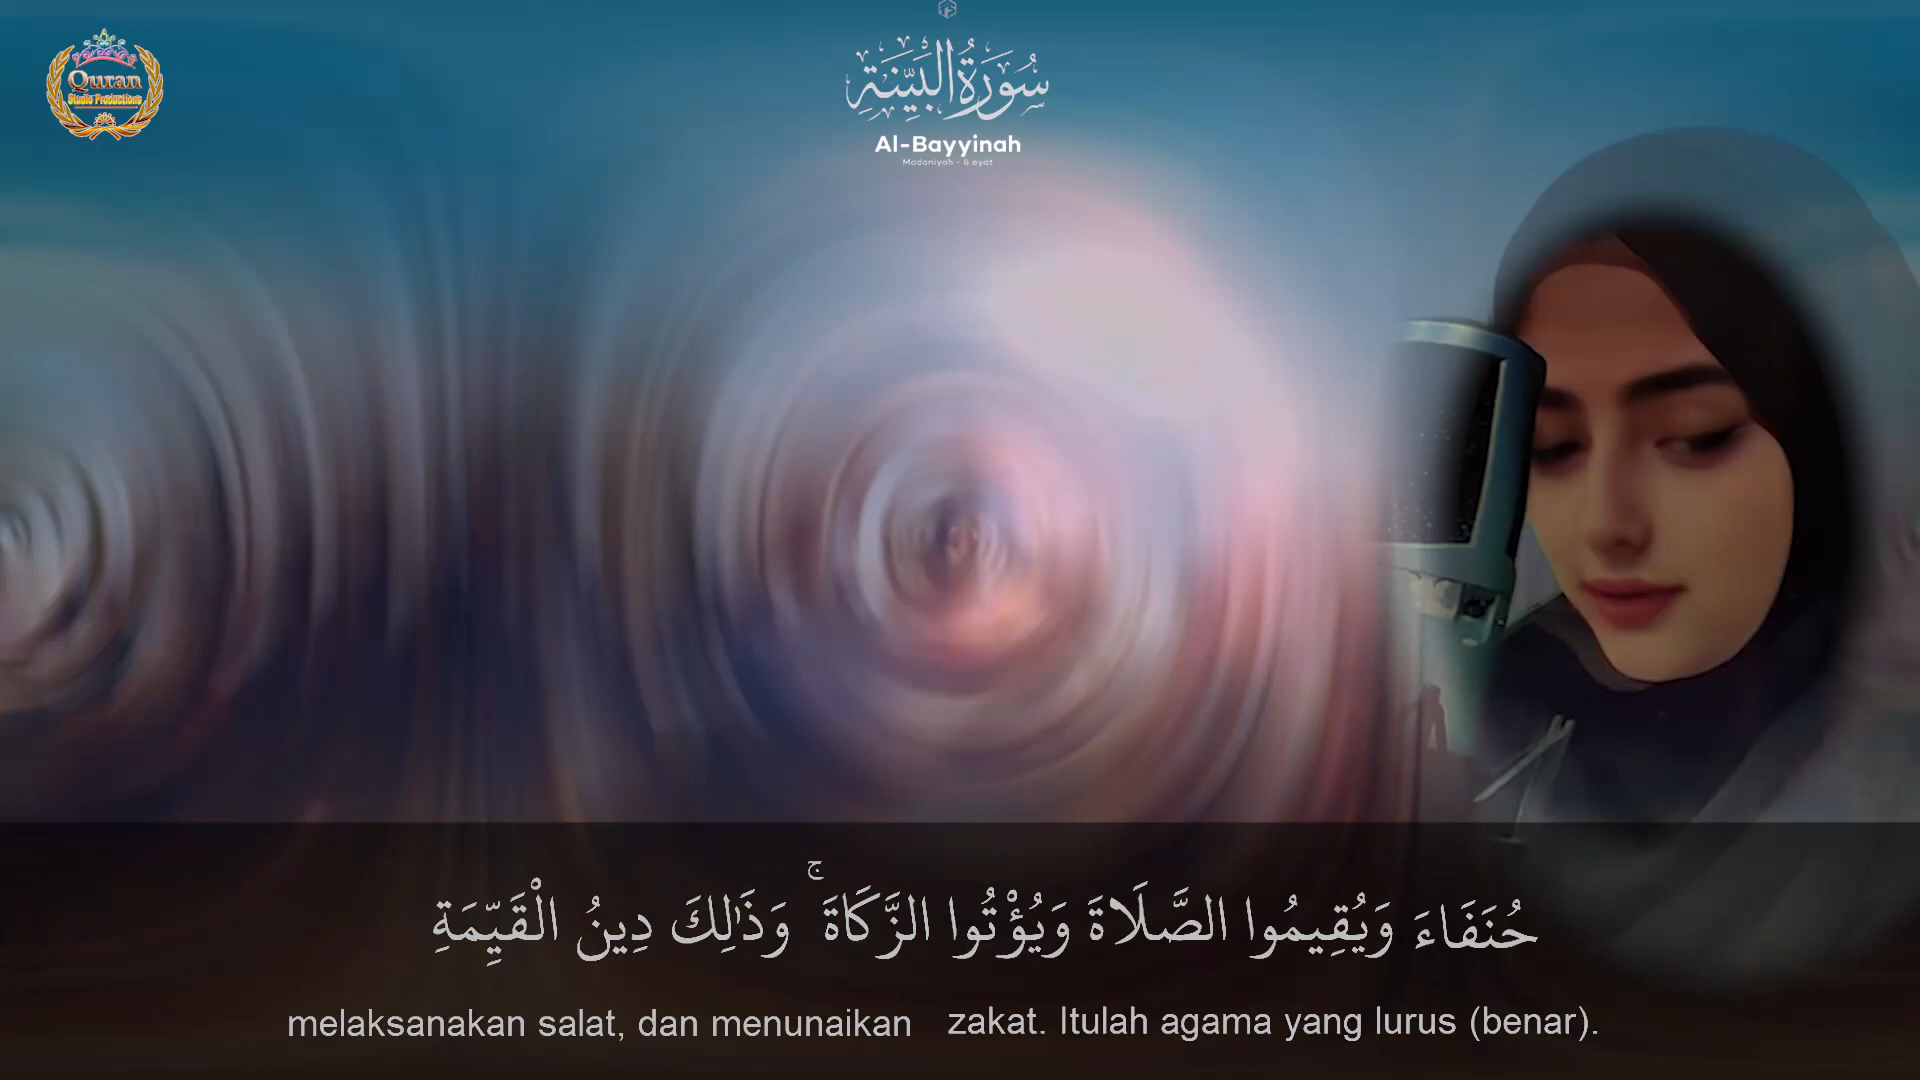 Quran
Studio Productions
سُورَةُ الْبَيِّنَةِ
Al-Bayyinah
Madaniyah - 8 ayat
حُنَفَاءَ وَيُقِيمُوا الصَّلَاةَ وَيُؤْتُوا الزَّكَاةَ ۚ وَذَٰلِكَ دِينُ الْقَيِّمَةِ
melaksanakan salat, dan menunaikan zakat. Itulah agama yang lurus (benar).